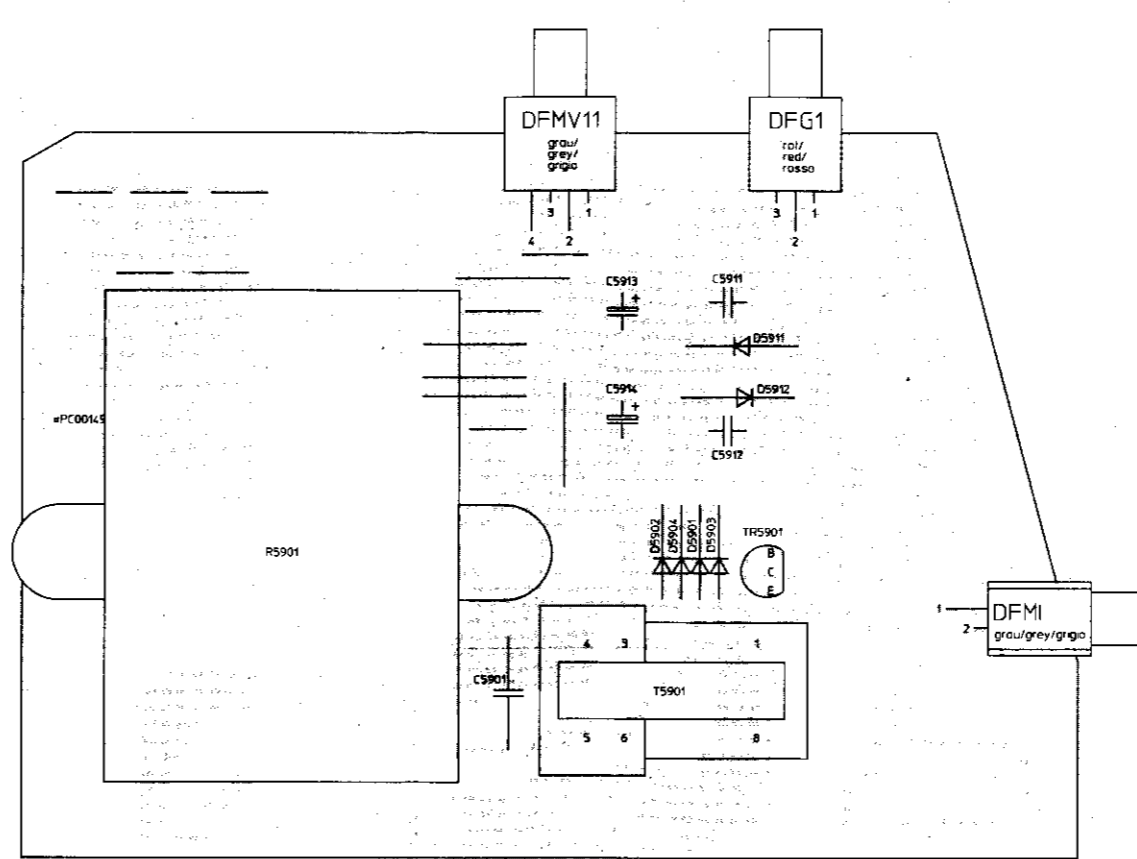 DFMV11
grau/
grey/
grigio
3
1
4
2
DFG1
rot/
red/
rosso
3
1
2
C5913
+
C5911
D5911
C5914
+
D5912
C5912
#PC00149
R5901
D5902
D5904
D5901
D5903
TR5901
B
C
E
1
2
DFMI
grau/grey/grigio
4
3
1
C5901
T5901
5
6
8